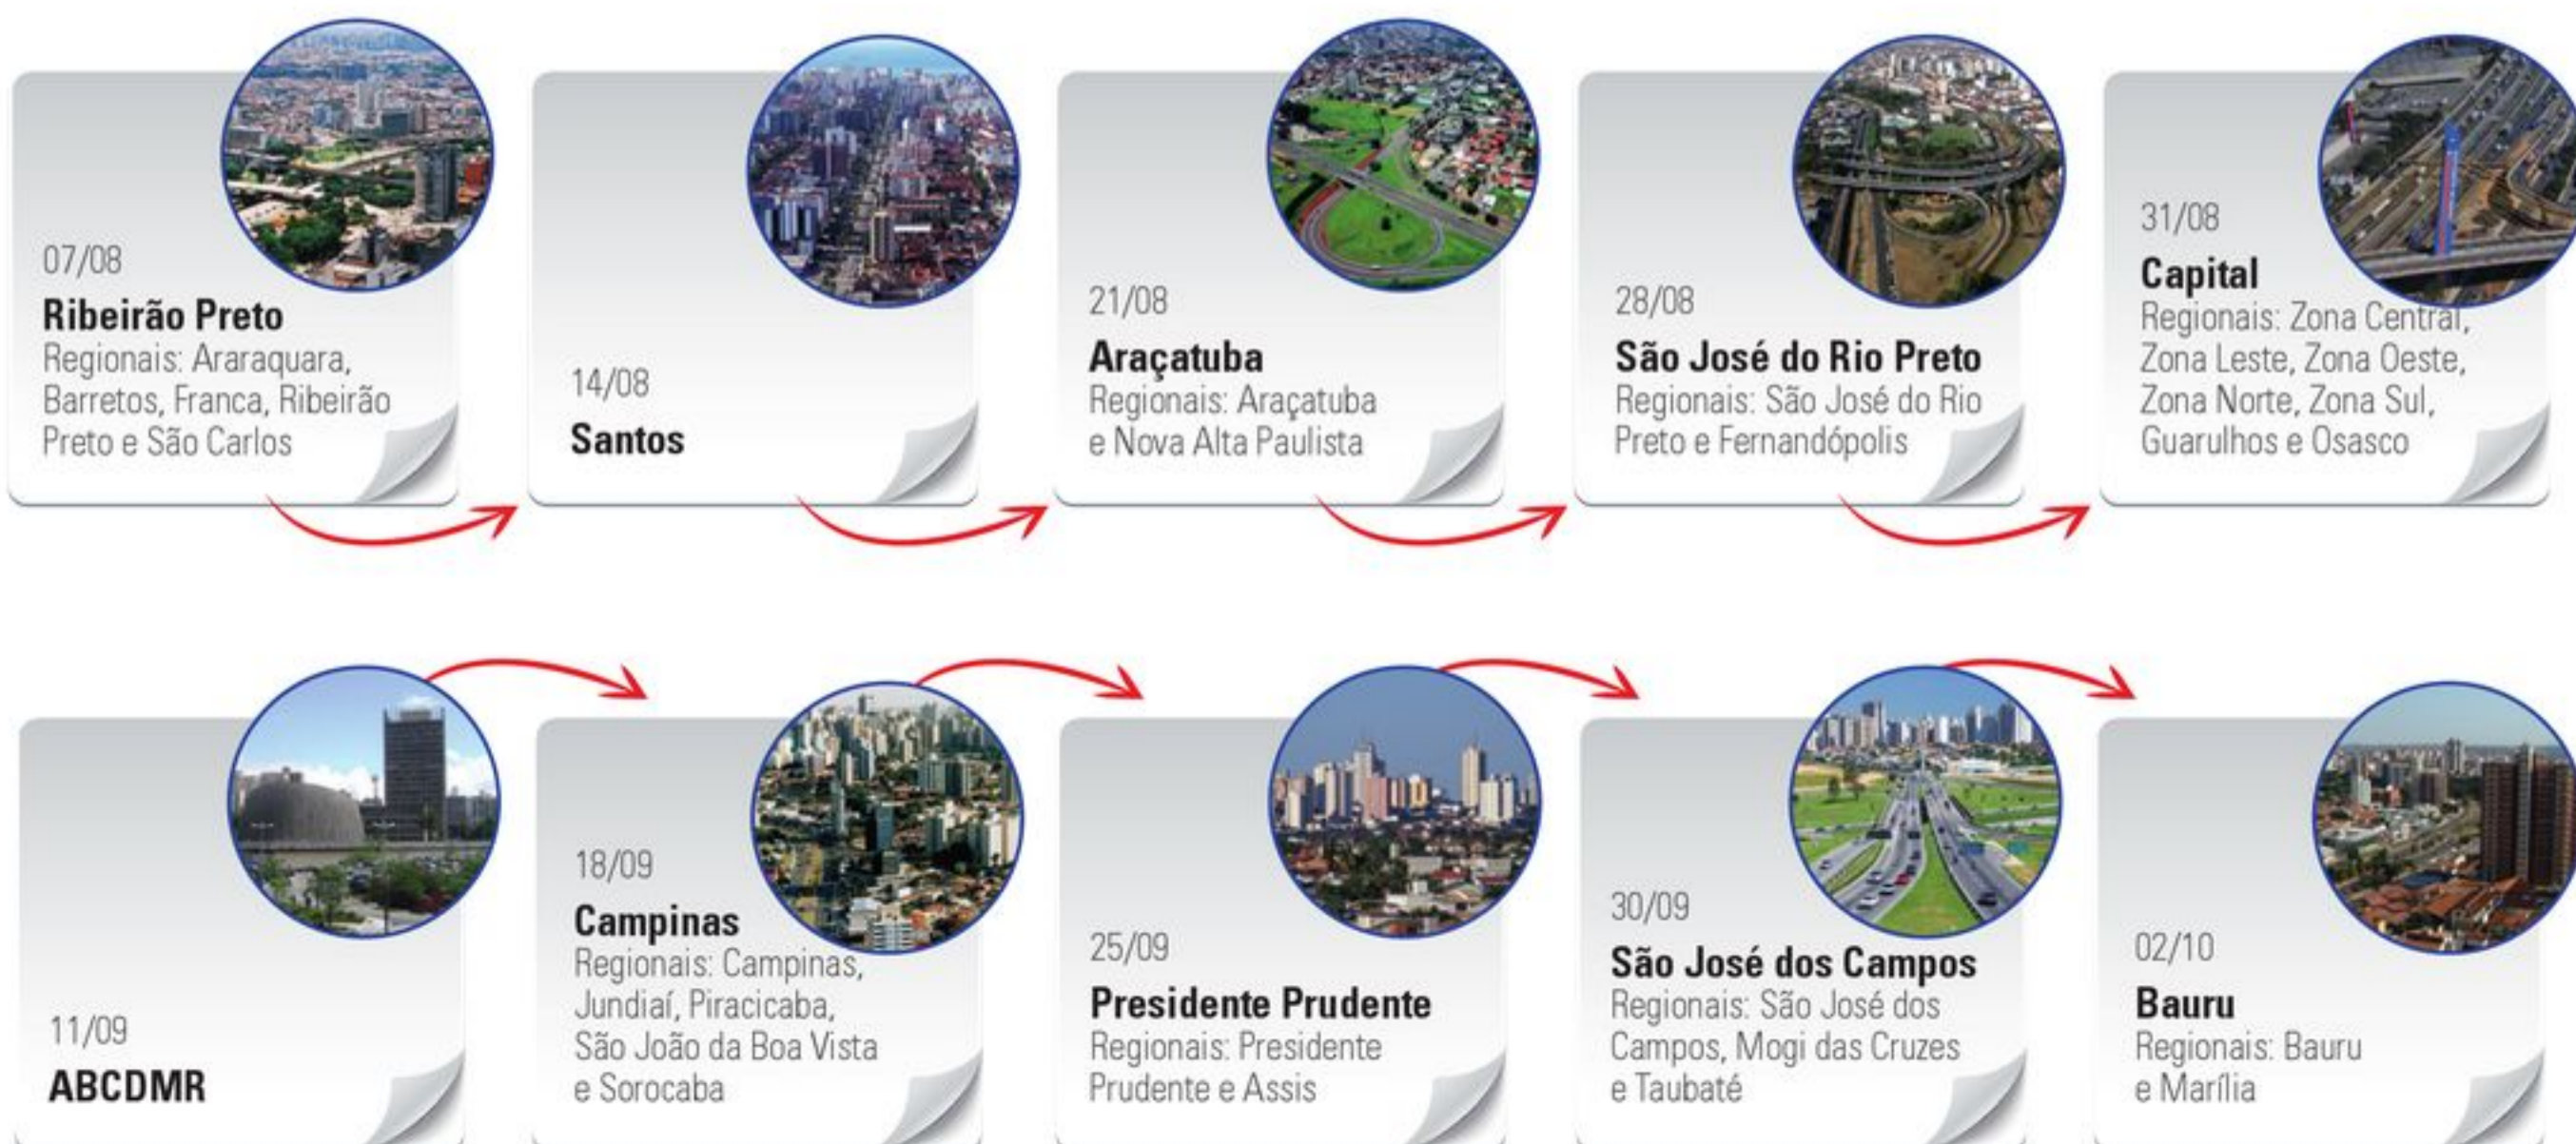 07/08
Ribeirão Preto
Regionais: Araraquara,
Barretos, Franca, Ribeirão
Preto e São Carlos
14/08
Santos
21/08
Araçatuba
Regionais: Araçatuba
e Nova Alta Paulista
28/08
São José do Rio Preto
Regionais: São José do Rio
Preto e Fernandópolis
31/08
Capital
Regionais: Zona Central,
Zona Leste, Zona Oeste,
Zona Norte, Zona Sul,
Guarulhos e Osasco
11/09
ABCDMR
18/09
Campinas
Regionais: Campinas,
Jundiaí, Piracicaba,
São João da Boa Vista
e Sorocaba
25/09
Presidente Prudente
Regionais: Presidente
Prudente e Assis
30/09
São José dos Campos
Regionais: São José dos
Campos, Mogi das Cruzes
e Taubaté
02/10
Bauru
Regionais: Bauru
e Marília